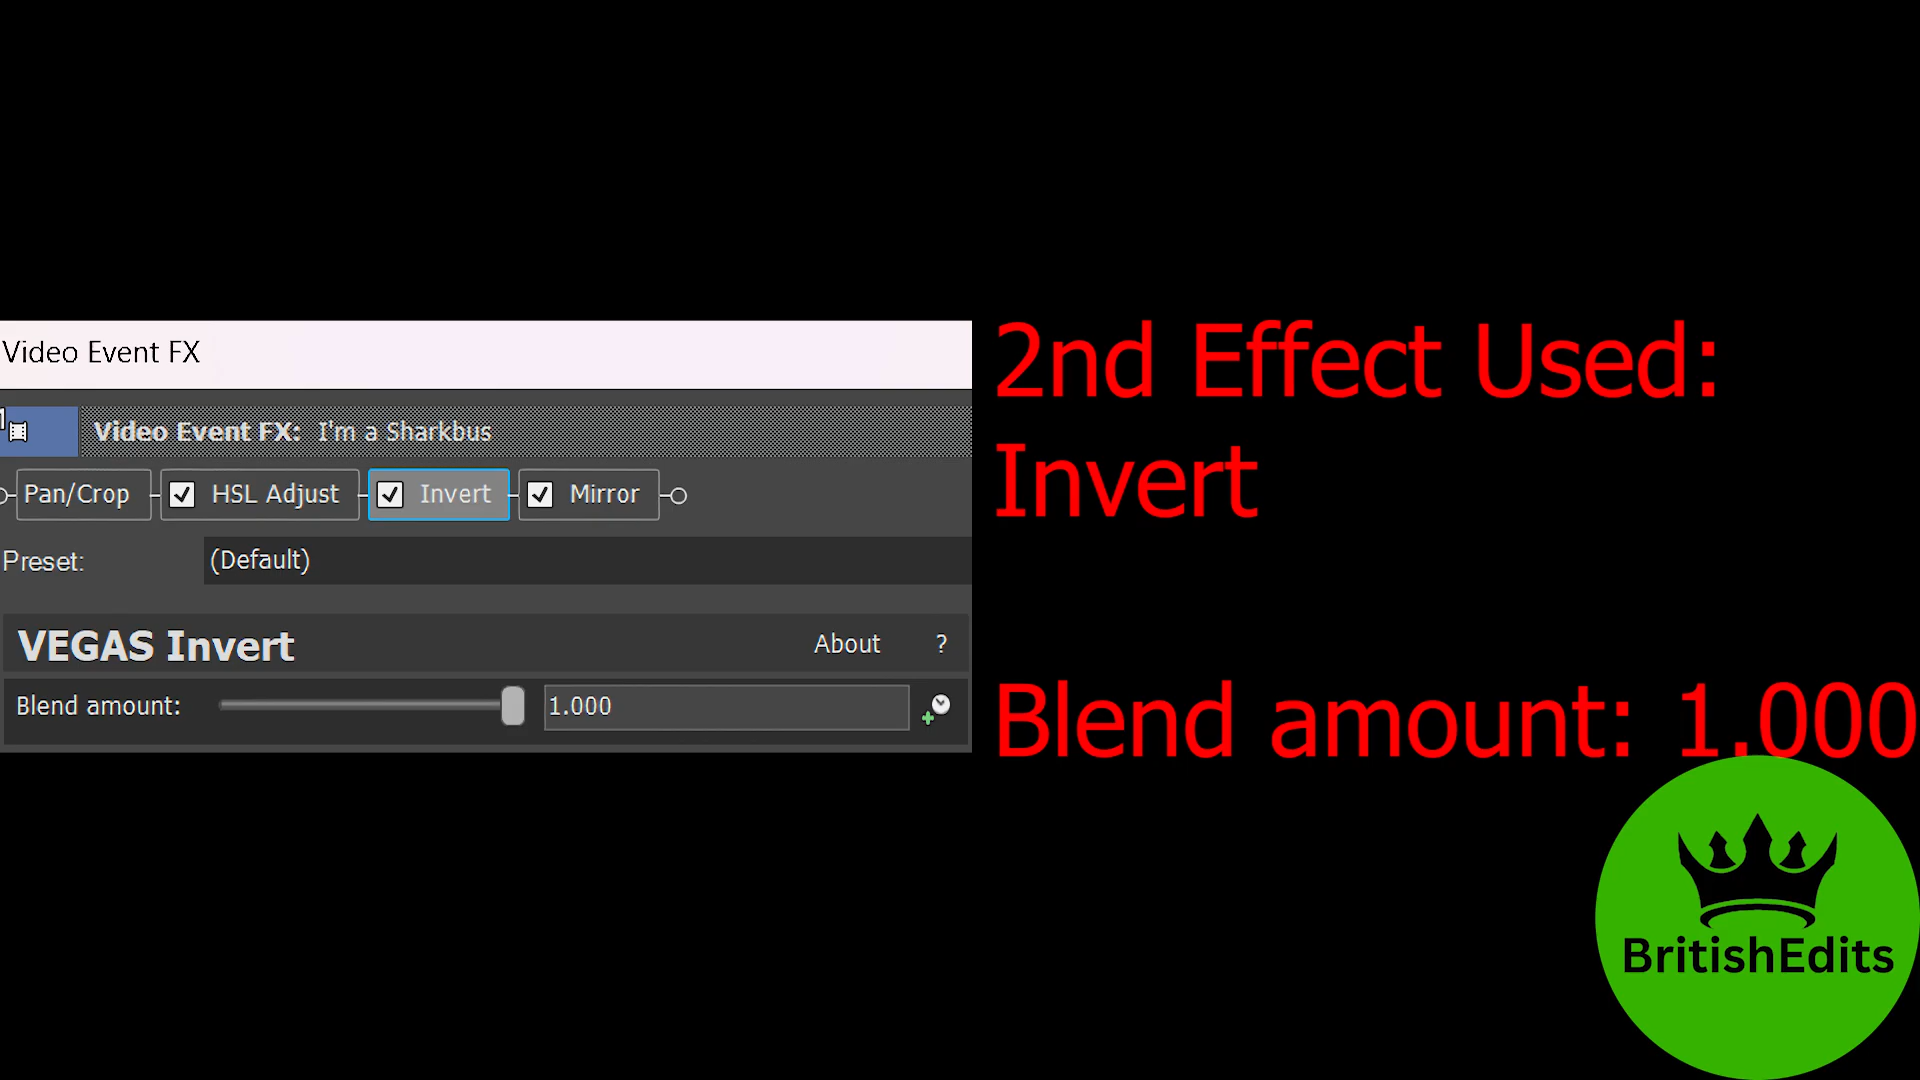 Video Event FX
Video Event FX: I'm a Sharkbus
Pan/Crop HSL Adjust Invert Mirror
Preset: (Default)
VEGAS Invert About ?
Blend amount: 1.000
2nd Effect Used:
Invert
Blend amount: 1.000
BritishEdits